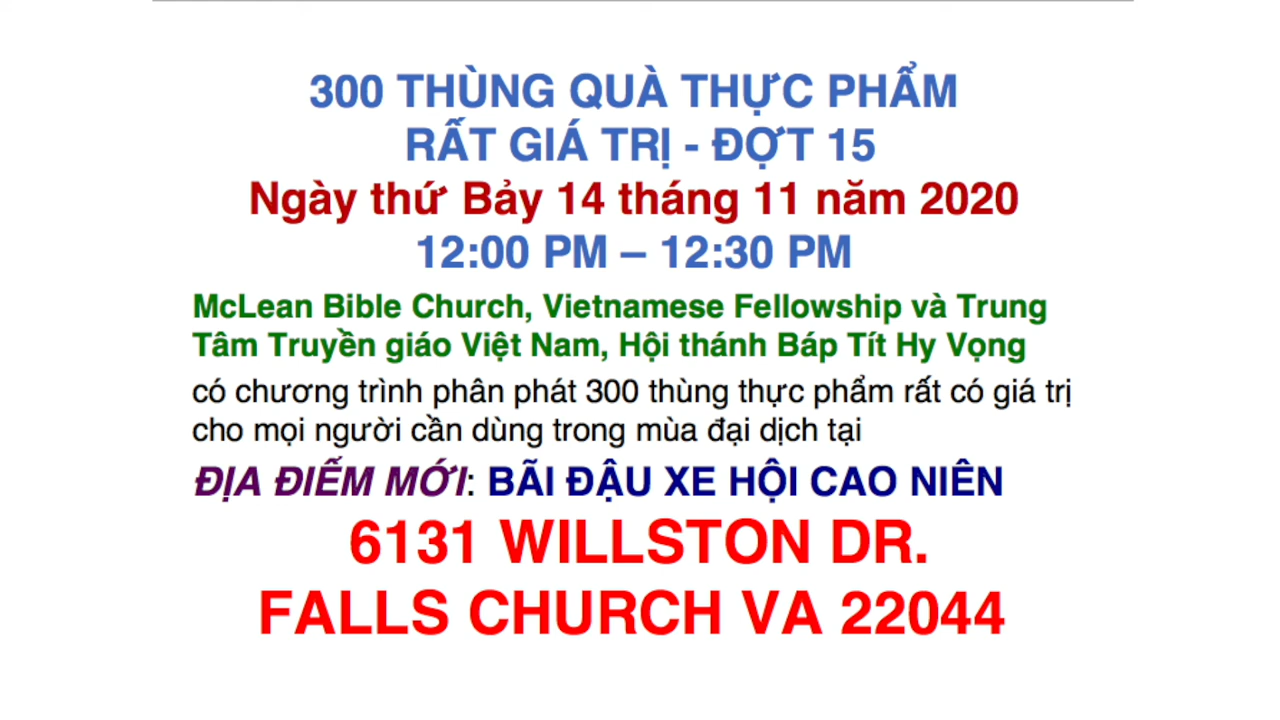 300 THÙNG QUÀ THỰC PHẨM
RẤT GIÁ TRỊ - ĐỢT 15
Ngày thứ Bảy 14 tháng 11 năm 2020
12:00 PM – 12:30 PM
McLean Bible Church, Vietnamese Fellowship và Trung
Tâm Truyền giáo Việt Nam, Hội thánh Báp Tít Hy Vọng
có chương trình phân phát 300 thùng thực phẩm rất có giá trị
cho mọi người cần dùng trong mùa đại dịch tại
ĐỊA ĐIỂM MỚI: BÃI ĐẬU XE HỘI CAO NIÊN
6131 WILLSTON DR.
FALLS CHURCH VA 22044